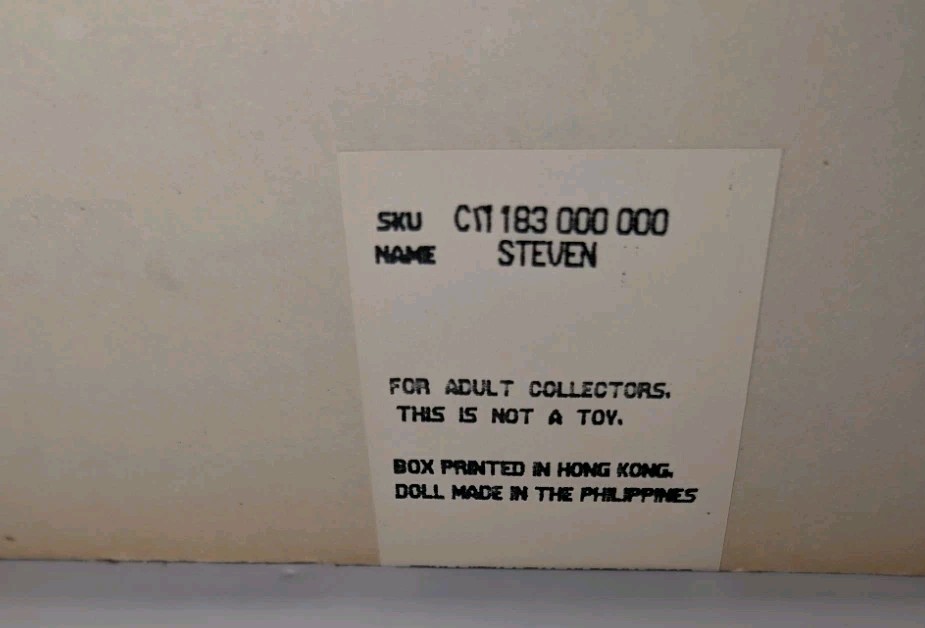 SKU 183 000 000
NAME STEVEN
FOR ADULT COLLECTORS.
THIS IS NOT A TOY.
BOX PRINTED IN HONG KONG.
DOLL MADE IN THE PHILIPPINES